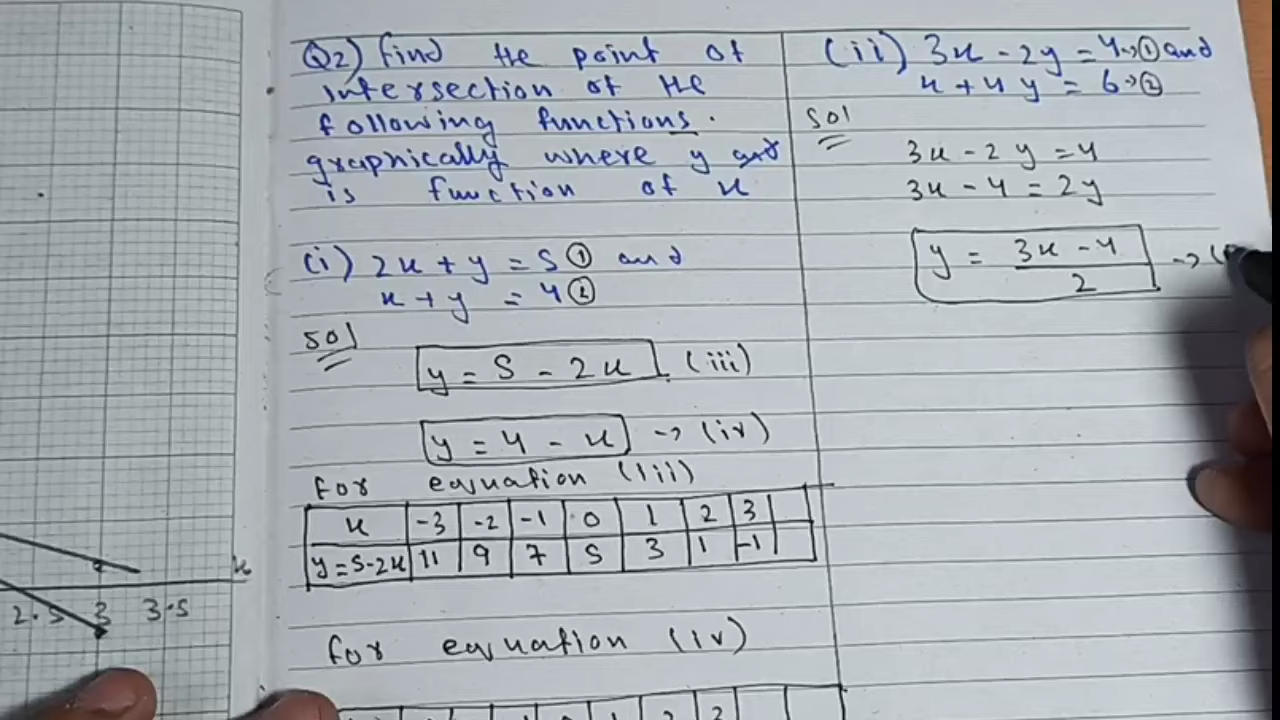 Q2) find the point of
intersection of the
following functions.
graphically where y
is function of x
(i) 2x + y = 5 ① and
x + y = 4 ②
Sol
y = 5 - 2x (iii)
y = 4 - x → (iv)
for equation (iii)
x -3 -2 -1 0 1 2 3
y = 5-2x 11 9 7 5 3 1 -1
for equation (iv)
(ii) 3x - 2y = 4 → ① and
x + 4y = 6 → ②
Sol
3x - 2y = 4
3x - 4 = 2y
y = 3x - 4 →
2
x
2.5 3 3.5